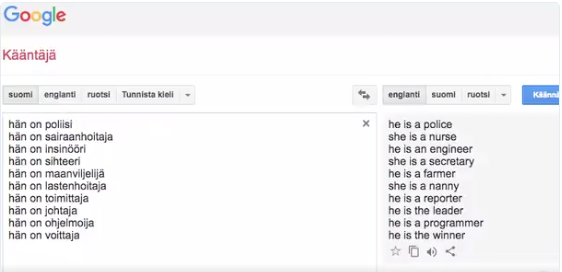 Google
Kääntäjä
suomi englanti ruotsi Tunnista kieli
englanti suomi ruotsi
hän on poliisi
hän on sairaanhoitaja
hän on insinööri
hän on sihteeri
hän on maanviljelijä
hän on lastenhoitaja
hän on toimittaja
hän on johtaja
hän on ohjelmoija
hän on voittaja
he is a police
she is a nurse
he is an engineer
she is a secretary
he is a farmer
she is a nanny
he is a reporter
he is the leader
he is a programmer
he is the winner